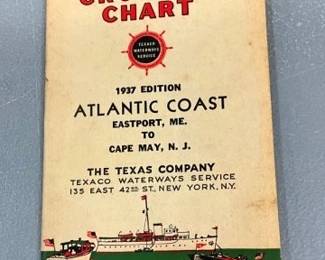 CHART
TEXACO
WATERWAYS
SERVICE
1937 EDITION
ATLANTIC COAST
EASTPORT, ME.
TO
CAPE MAY, N. J.
THE TEXAS COMPANY
TEXACO WATERWAYS SERVICE
135 EAST 42ND ST., NEW YORK, N.Y.